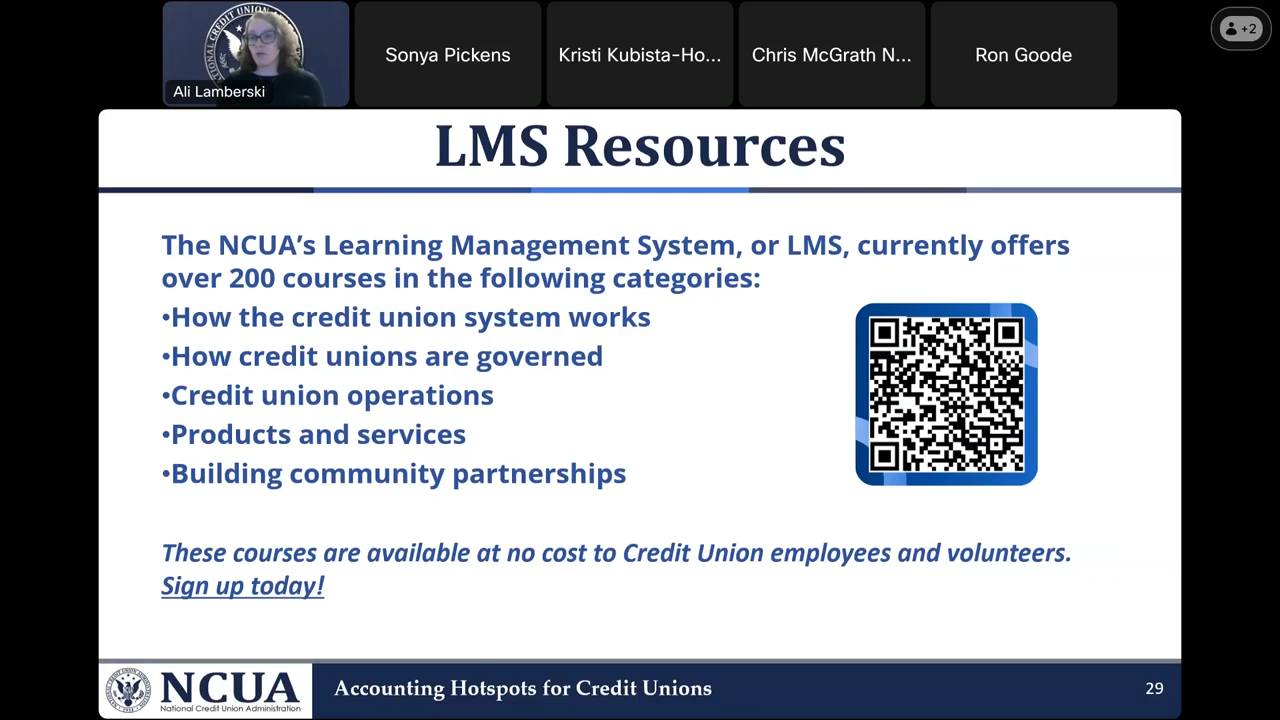 Ali Lamberski
Sonya Pickens
Kristi Kubista-Ho...
Chris McGrath N...
Ron Goode
+2
LMS Resources
The NCUA’s Learning Management System, or LMS, currently offers
over 200 courses in the following categories:
•How the credit union system works
•How credit unions are governed
•Credit union operations
•Products and services
•Building community partnerships
These courses are available at no cost to Credit Union employees and volunteers.
Sign up today!
NCUA
National Credit Union Administration
Accounting Hotspots for Credit Unions
29